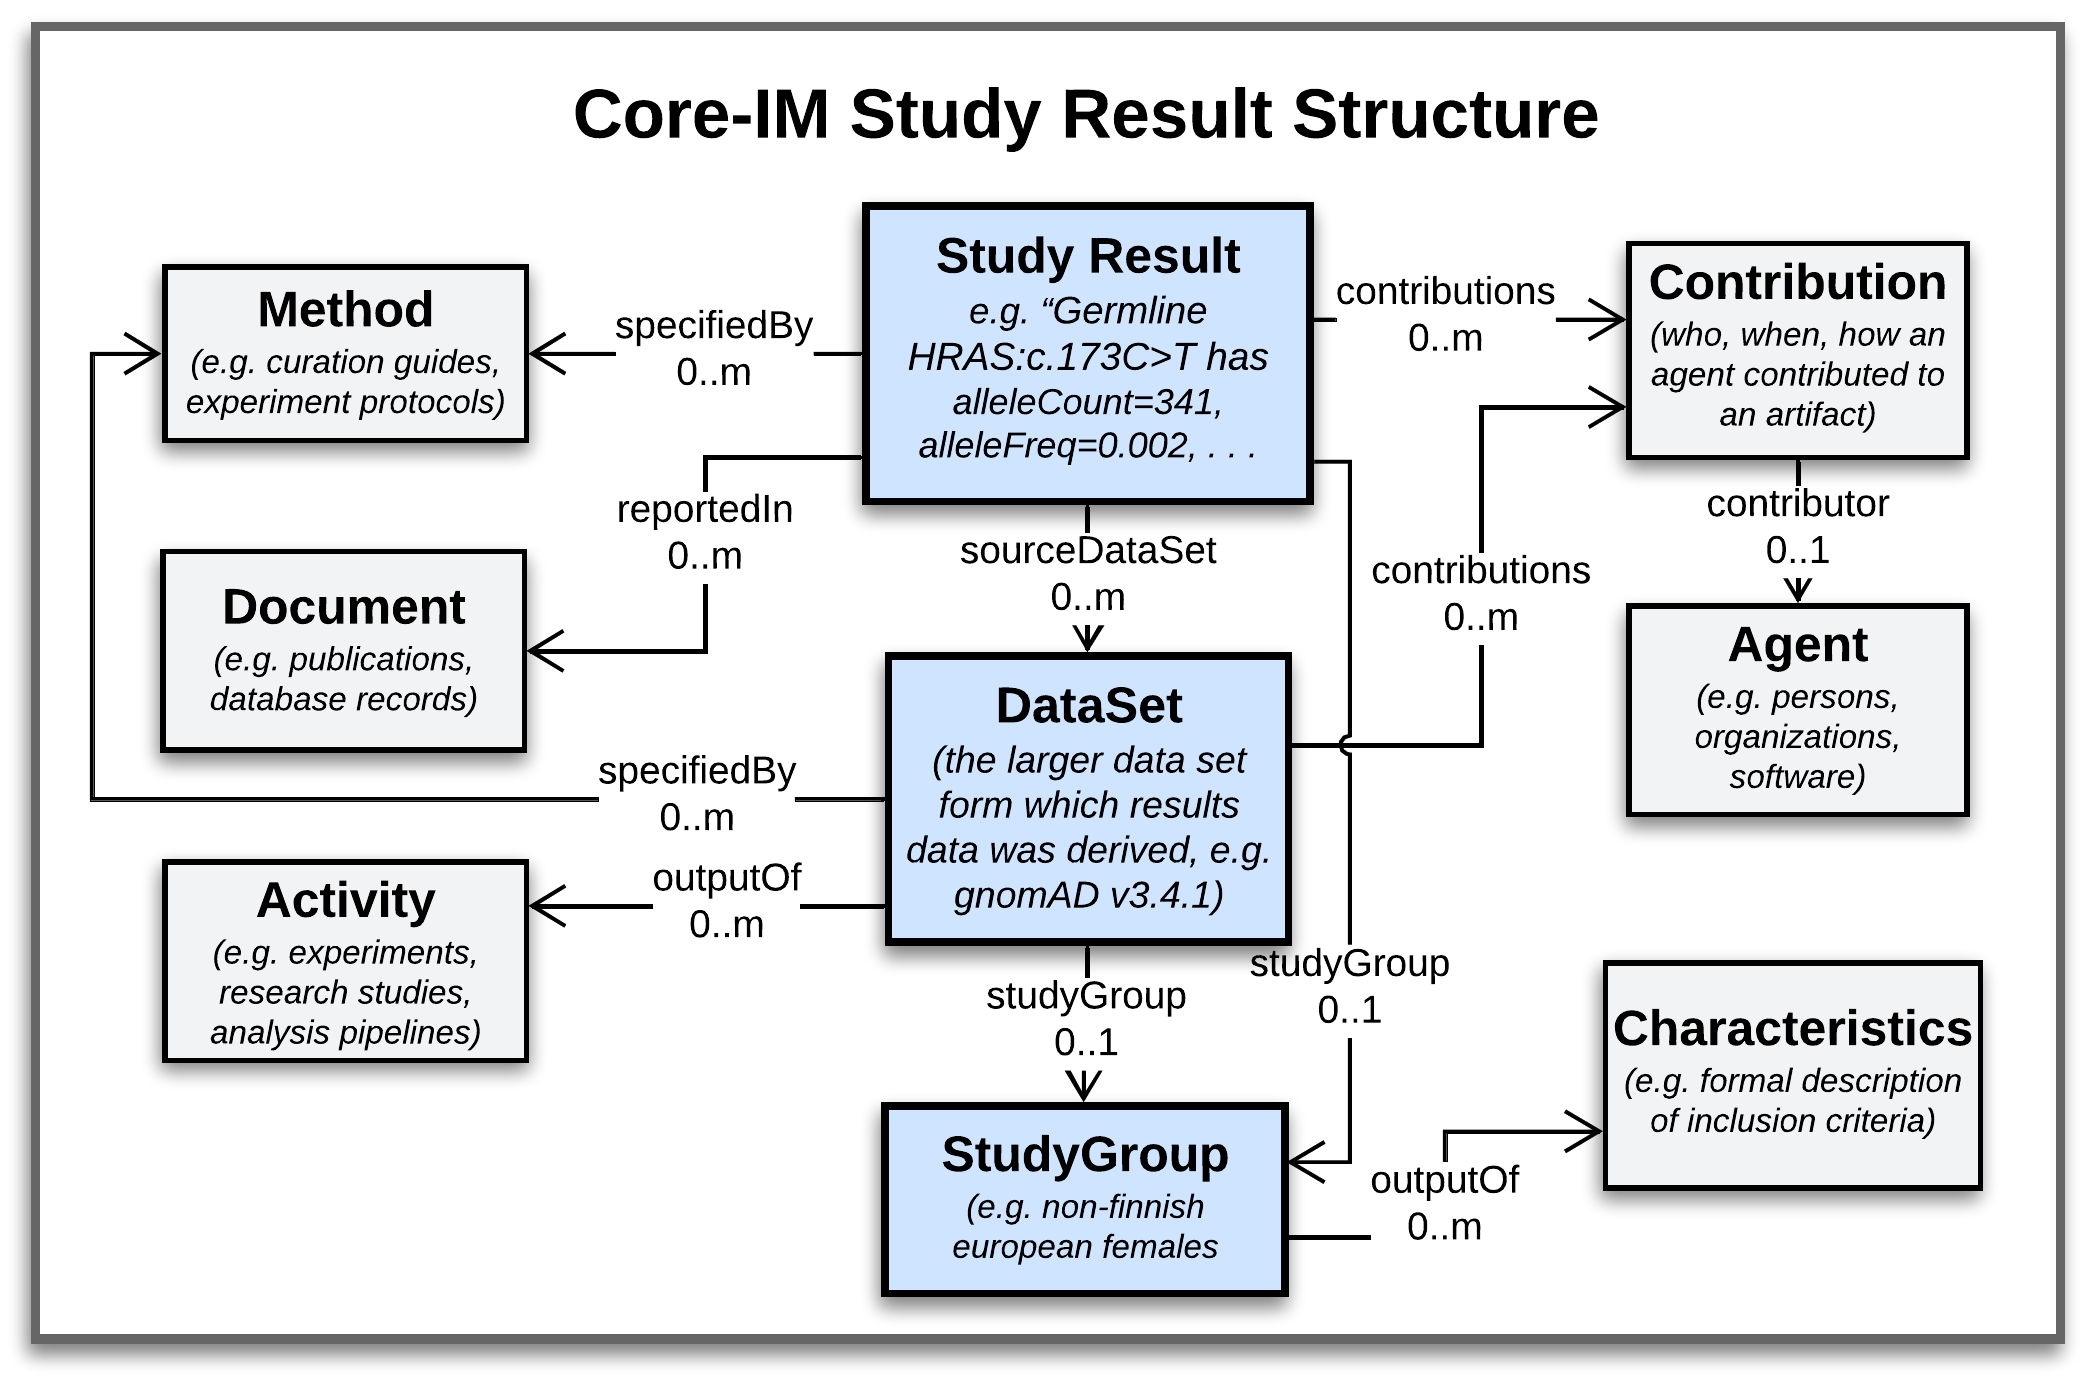 Core-IM Study Result Structure
Study Result
e.g. “Germline
HRAS:c.173C>T has
alleleCount=341,
alleleFreq=0.002, . . .
Method
(e.g. curation guides,
experiment protocols)
specifiedBy
0..m
contributions
0..m
Contribution
(who, when, how an
agent contributed to
an artifact)
reportedIn
0..m
sourceDataSet
0..m
contributions
0..m
contributor
0..1
Document
(e.g. publications,
database records)
DataSet
(the larger data set
form which results
data was derived, e.g.
gnomAD v3.4.1)
Agent
(e.g. persons,
organizations,
software)
specifiedBy
0..m
outputOf
0..m
Activity
(e.g. experiments,
research studies,
analysis pipelines)
studyGroup
0..1
studyGroup
0..1
Characteristics
(e.g. formal description
of inclusion criteria)
StudyGroup
(e.g. non-finnish
european females
outputOf
0..m